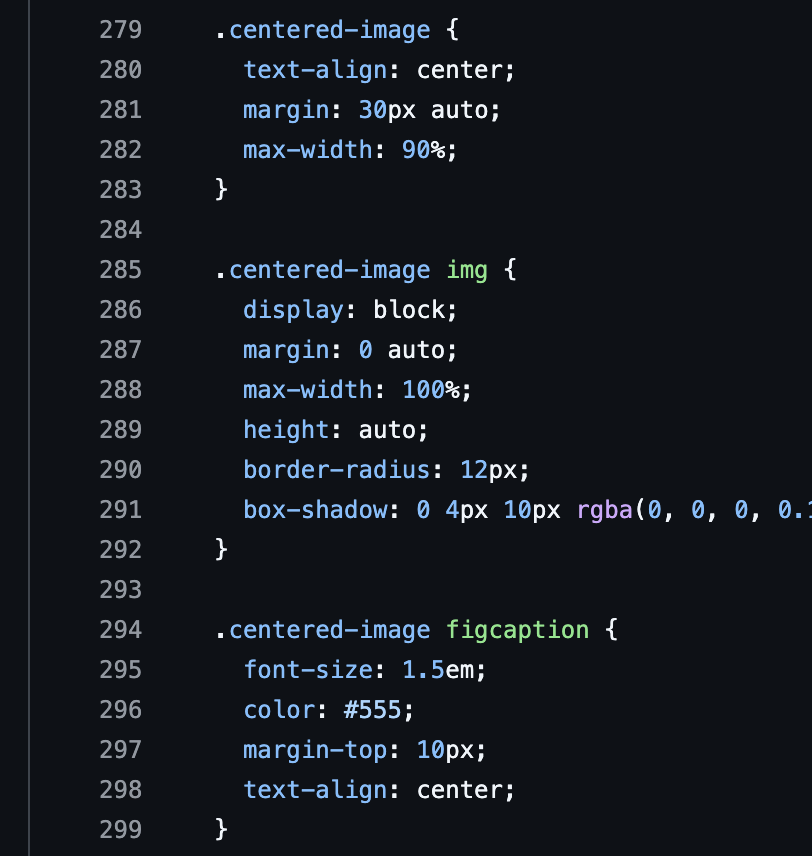 279 .centered-image {
280 text-align: center;
281 margin: 30px auto;
282 max-width: 90%;
283 }
284
285 .centered-image img {
286 display: block;
287 margin: 0 auto;
288 max-width: 100%;
289 height: auto;
290 border-radius: 12px;
291 box-shadow: 0 4px 10px rgba(0, 0, 0, 0.1
292 }
293
294 .centered-image figcaption {
295 font-size: 1.5em;
296 color: #555;
297 margin-top: 10px;
298 text-align: center;
299 }